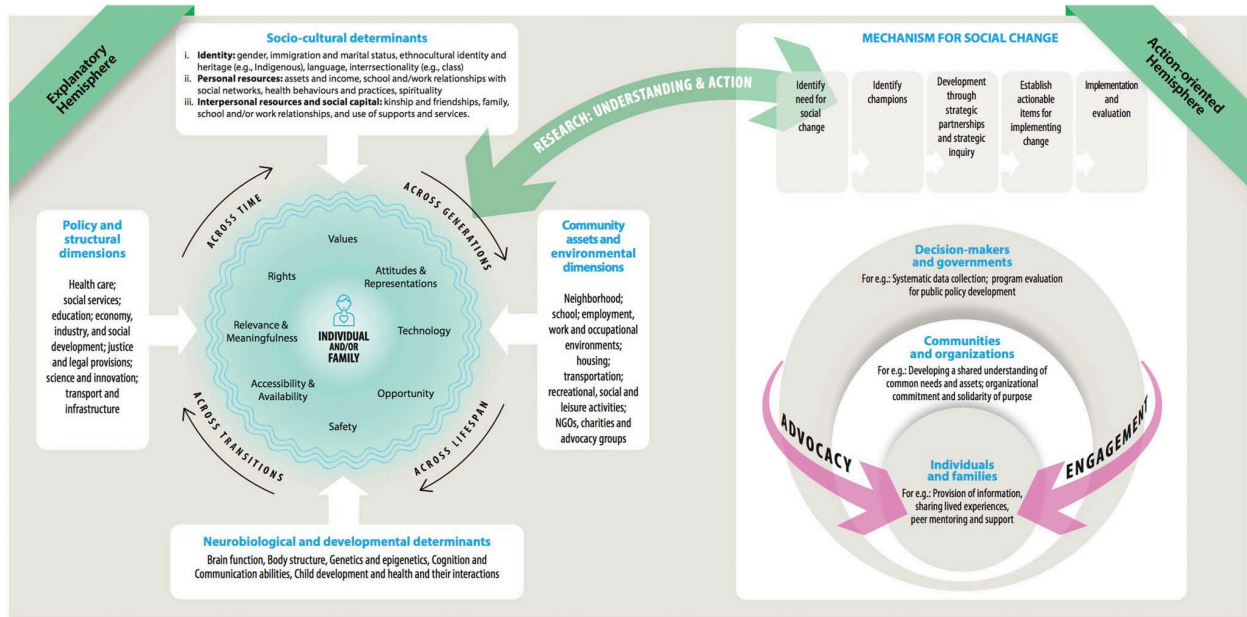 Explanatory
Hemisphere
Socio-cultural determinants
i. Identity: gender, immigration and marital status, ethnocultural identity and
heritage (e.g., Indigenous), language, interrsectionality (e.g., class)
ii. Personal resources: assets and income, school and/work relationships with
social networks, health behaviours and practices, spirituality
iii. Interpersonal resources and social capital: kinship and friendships, family,
school and/or work relationships, and use of supports and services.
Policy and
structural
dimensions
Health care;
social services;
education; economy,
industry, and social
development; justice
and legal provisions;
science and innovation;
transport and
infrastructure
ACROSS TIME
ACROSS GENERATIONS
ACROSS LIFESPAN
ACROSS TRANSITIONS
Values
Rights
Attitudes &
Representations
Relevance &
Meaningfulness
INDIVIDUAL
AND/OR
FAMILY
Technology
Accessibility &
Availability
Opportunity
Safety
Community
assets and
environmental
dimensions
Neighborhood;
school; employment,
work and occupational
environments;
housing;
transportation;
recreational, social and
leisure activities;
NGOs, charities and
advocacy groups
Neurobiological and developmental determinants
Brain function, Body structure, Genetics and epigenetics, Cognition and
Communication abilities, Child development and health and their interactions
RESEARCH: UNDERSTANDING & ACTION
Action-oriented
Hemisphere
MECHANISM FOR SOCIAL CHANGE
Identify
need for
social
change
Identify
champions
Development
through
strategic
partnerships
and strategic
inquiry
Establish
actionable
items for
implementing
change
Implementation
and
evaluation
Decision-makers
and governments
For e.g.: Systematic data collection; program evaluation
for public policy development
Communities
and organizations
For e.g.: Developing a shared understanding of
common needs and assets; organizational
commitment and solidarity of purpose
ADVOCACY
ENGAGEMENT
Individuals
and families
For e.g.: Provision of information,
sharing lived experiences,
peer mentoring and support